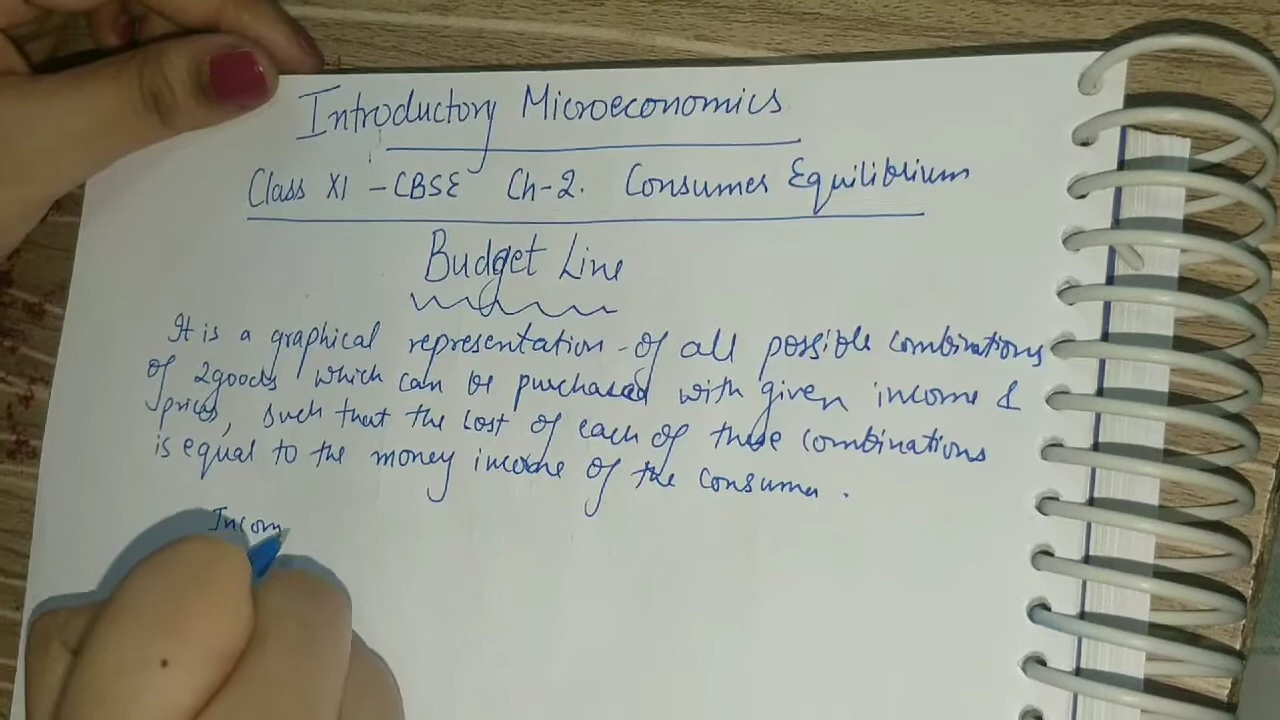 Introductory Microeconomics
Class XI - CBSE Ch-2. Consumer Equilibrium
Budget Line
It is a graphical representation of all possible combinations
of 2goods which can be purchased with given income &
prices, such that the cost of each of these combinations
is equal to the money income of the consumer.
Incom